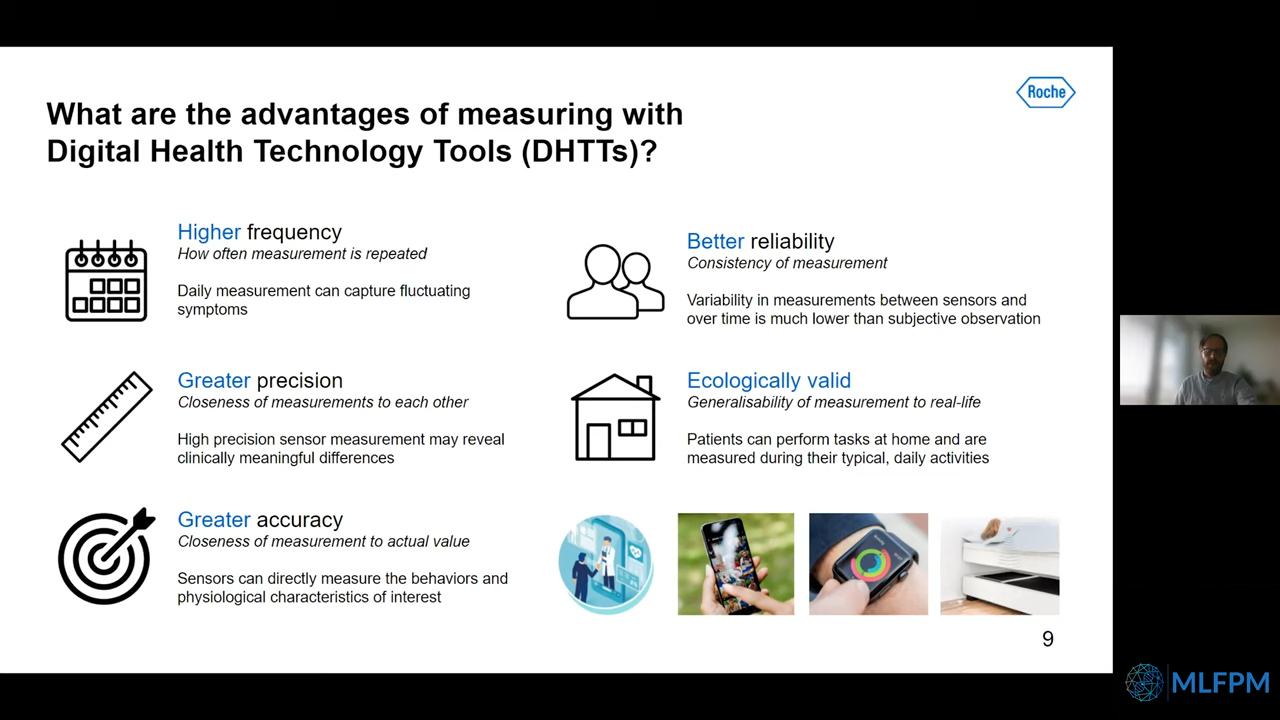 What are the advantages of measuring with
Digital Health Technology Tools (DHTTs)?
Roche
Higher frequency
How often measurement is repeated
Daily measurement can capture fluctuating
symptoms
Greater precision
Closeness of measurements to each other
High precision sensor measurement may reveal
clinically meaningful differences
Greater accuracy
Closeness of measurement to actual value
Sensors can directly measure the behaviors and
physiological characteristics of interest
Better reliability
Consistency of measurement
Variability in measurements between sensors and
over time is much lower than subjective observation
Ecologically valid
Generalisability of measurement to real-life
Patients can perform tasks at home and are
measured during their typical, daily activities
9
MLFPM